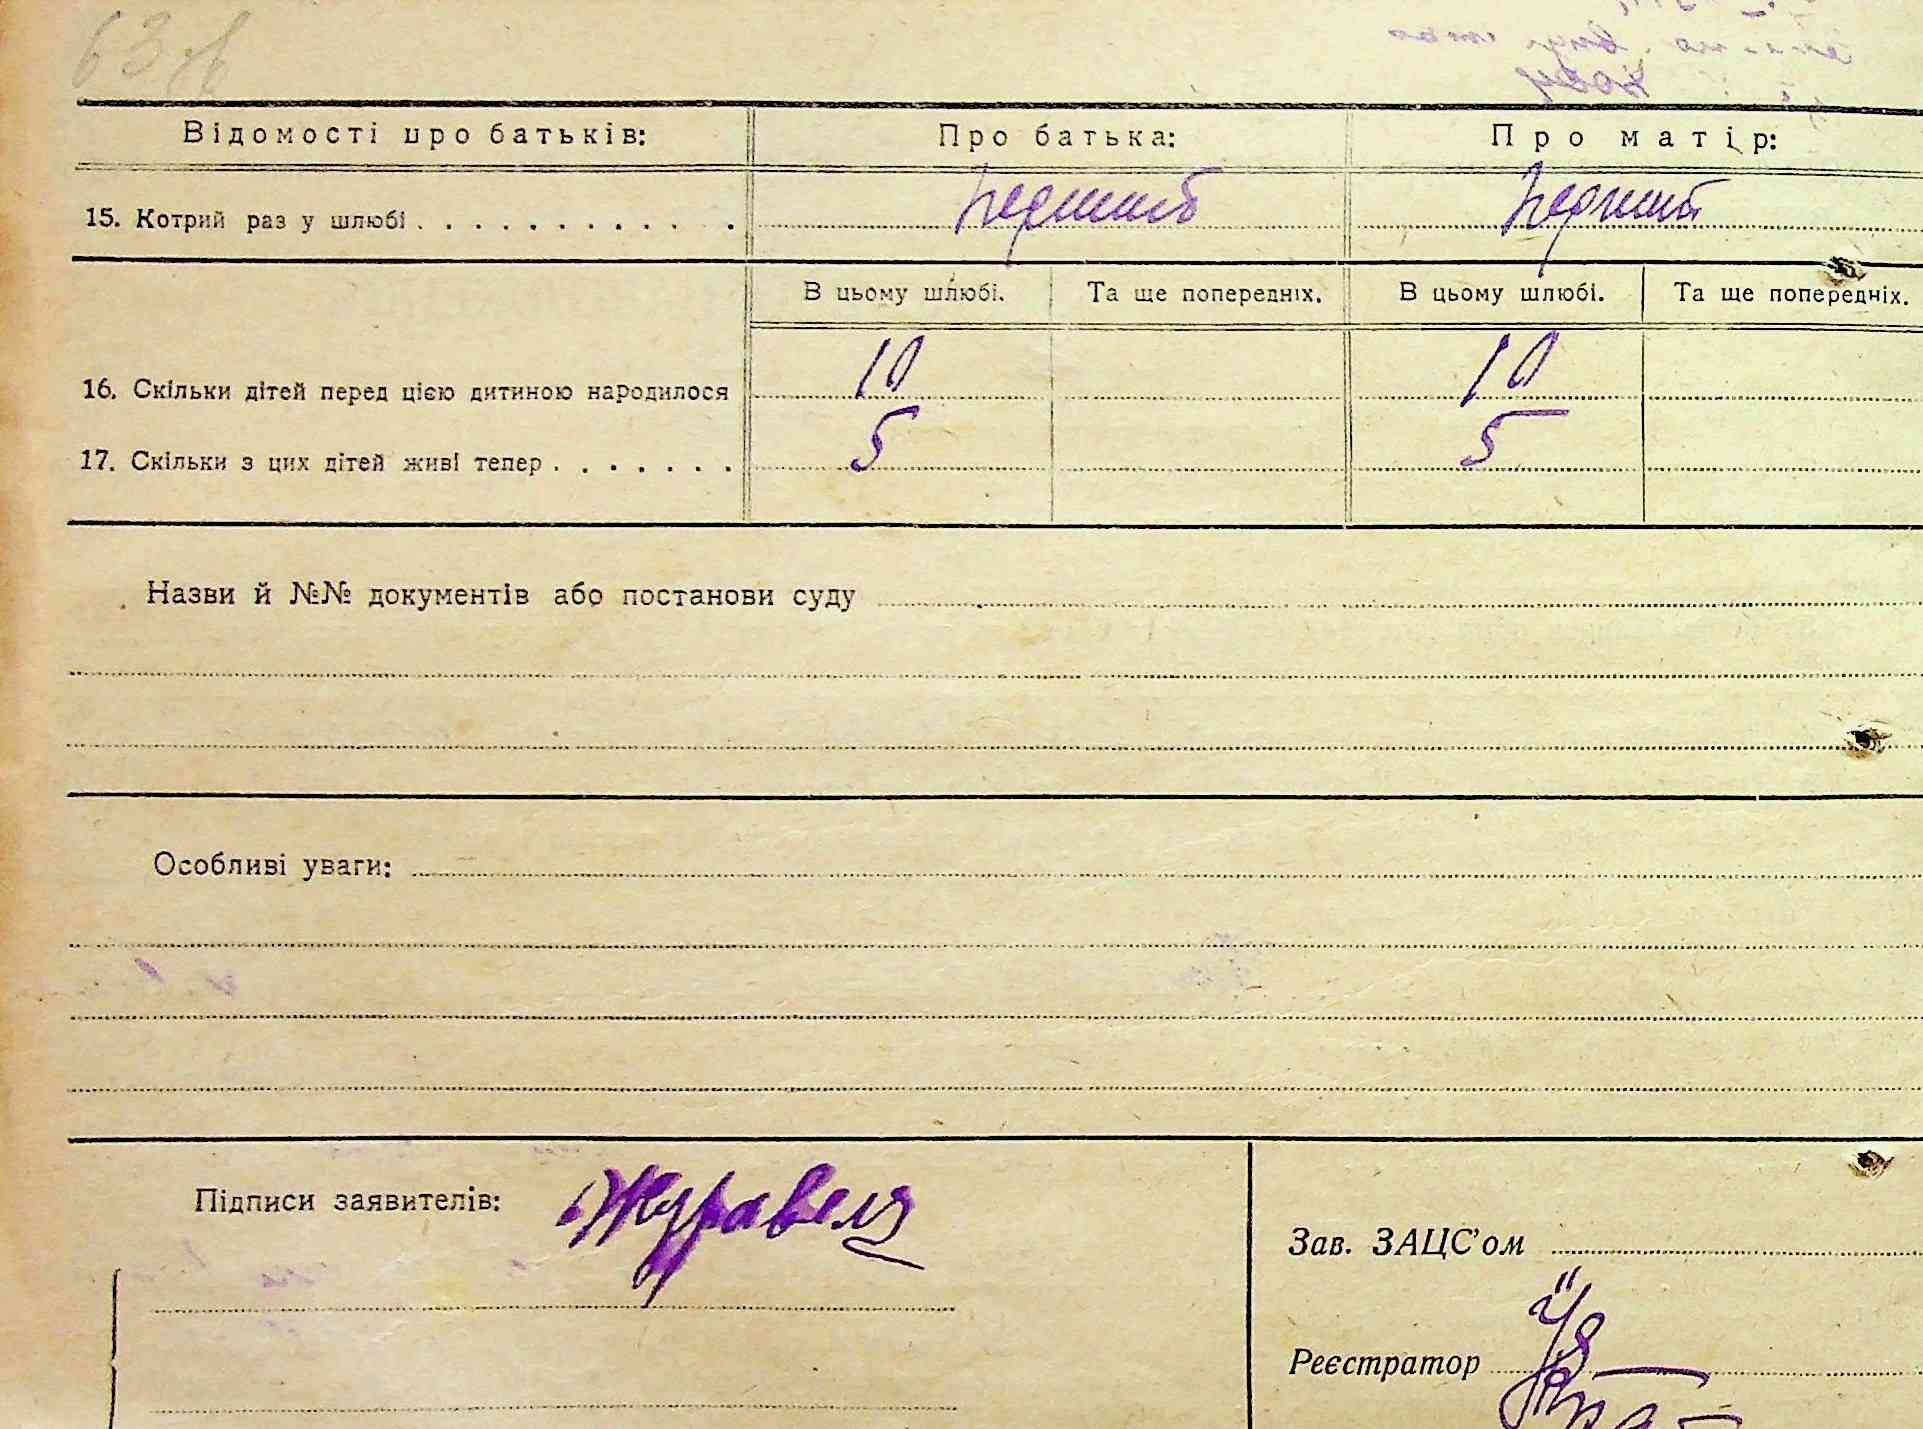 63 зв
Відомості про батьків: Про батька: Про матір:
15. Котрий раз у шлюбі . . . . . . . . . . . . Перший Перший
В цьому шлюбі. Та ще попередніх. В цьому шлюбі. Та ще попередніх.
16. Скільки дітей перед цією дитиною народилося 10 10
17. Скільки з цих дітей живі тепер . . . . . . . 5 5
Назви й №№ документів або постанови суду
Особливі уваги:
Підписи заявителів: Журавель
Зав. ЗАЦС’ом
Реєстратор